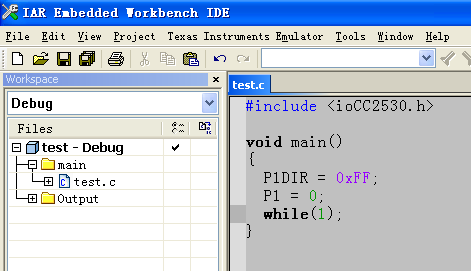 IAR Embedded Workbench IDE
File Edit View Project Texas Instruments Emulator Tools Window Help
Workspace
Debug
Files
test - Debug
main
test.c
Output
test.c
#include <ioCC2530.h>
void main()
{
P1DIR = 0xFF;
P1 = 0;
while(1);
}